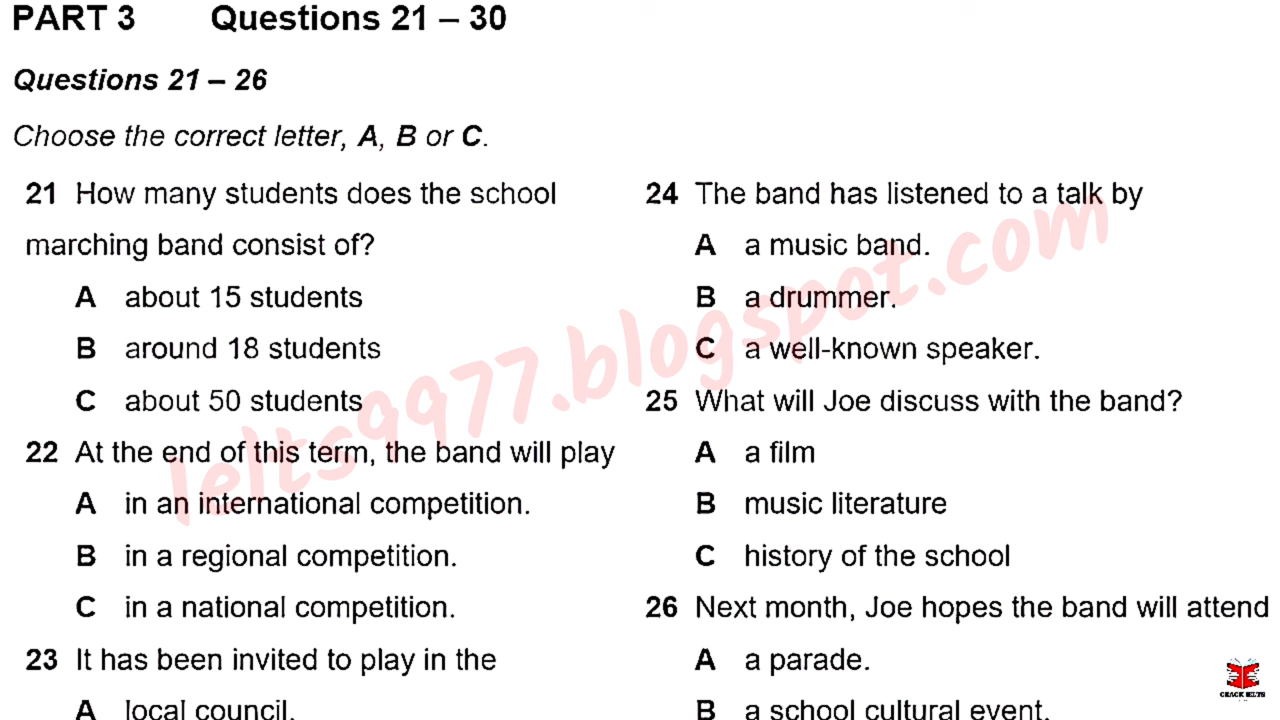 PART 3 Questions 21 – 30
Questions 21 – 26
Choose the correct letter, A, B or C.
21 How many students does the school
marching band consist of?
A about 15 students
B around 18 students
C about 50 students
22 At the end of this term, the band will play
A in an international competition.
B in a regional competition.
C in a national competition.
23 It has been invited to play in the
A local council.
24 The band has listened to a talk by
A a music band.
B a drummer.
C a well-known speaker.
25 What will Joe discuss with the band?
A a film
B music literature
C history of the school
26 Next month, Joe hopes the band will attend
A a parade.
B a school cultural event.
Ielts9977.blogspot.com
CRACK IELTS